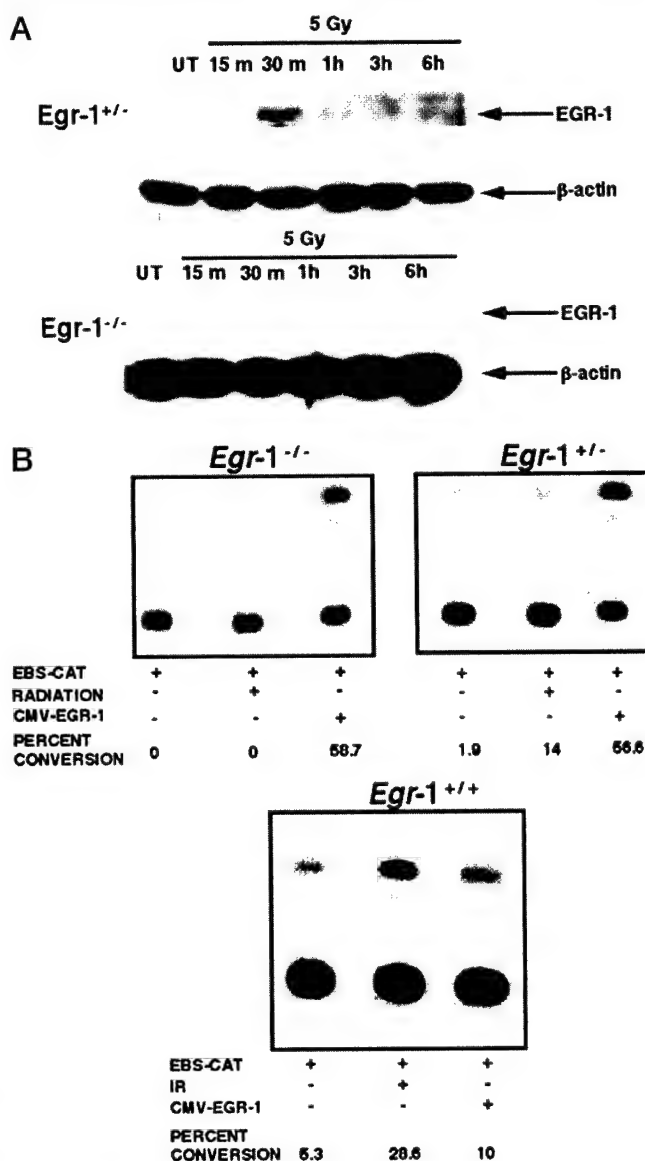 A
5 Gy
UT 15 m 30 m 1h 3h 6h
Egr-1+/-
EGR-1
β-actin
5 Gy
UT 15 m 30 m 1h 3h 6h
Egr-1-/-
EGR-1
β-actin
B
Egr-1 -/- Egr-1 +/-
EBS-CAT + + + + + +
RADIATION - + - - + -
CMV-EGR-1 - - + - - +
PERCENT
CONVERSION 0 0 58.7 1.9 14 56.6
Egr-1 +/+
EBS-CAT + + +
IR - + -
CMV-EGR-1 - - +
PERCENT
CONVERSION 6.3 28.6 10